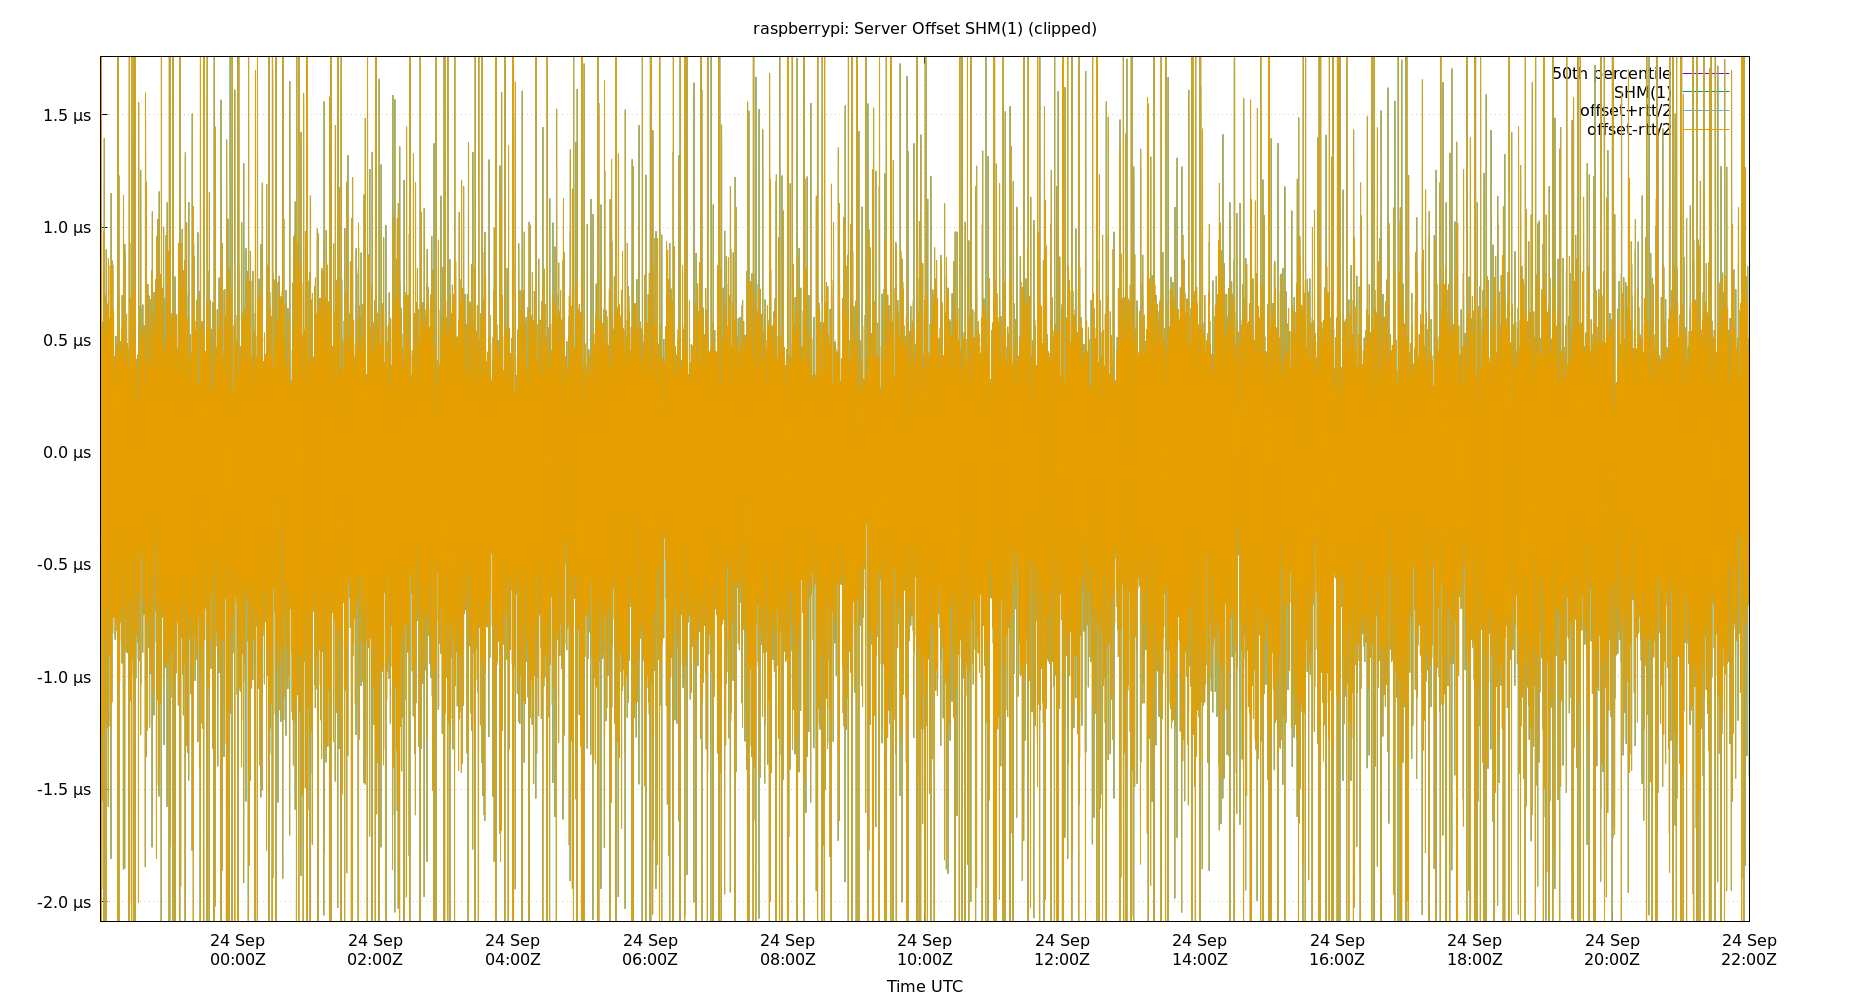 raspberrypi: Server Offset SHM(1) (clipped)
50th percentile
SHM(1)
offset+rtt/2
offset-rtt/2
1.5 µs
1.0 µs
0.5 µs
0.0 µs
-0.5 µs
-1.0 µs
-1.5 µs
-2.0 µs
24 Sep 24 Sep 24 Sep 24 Sep 24 Sep 24 Sep 24 Sep 24 Sep 24 Sep 24 Sep 24 Sep 24 Sep
00:00Z 02:00Z 04:00Z 06:00Z 08:00Z 10:00Z 12:00Z 14:00Z 16:00Z 18:00Z 20:00Z 22:00Z
Time UTC